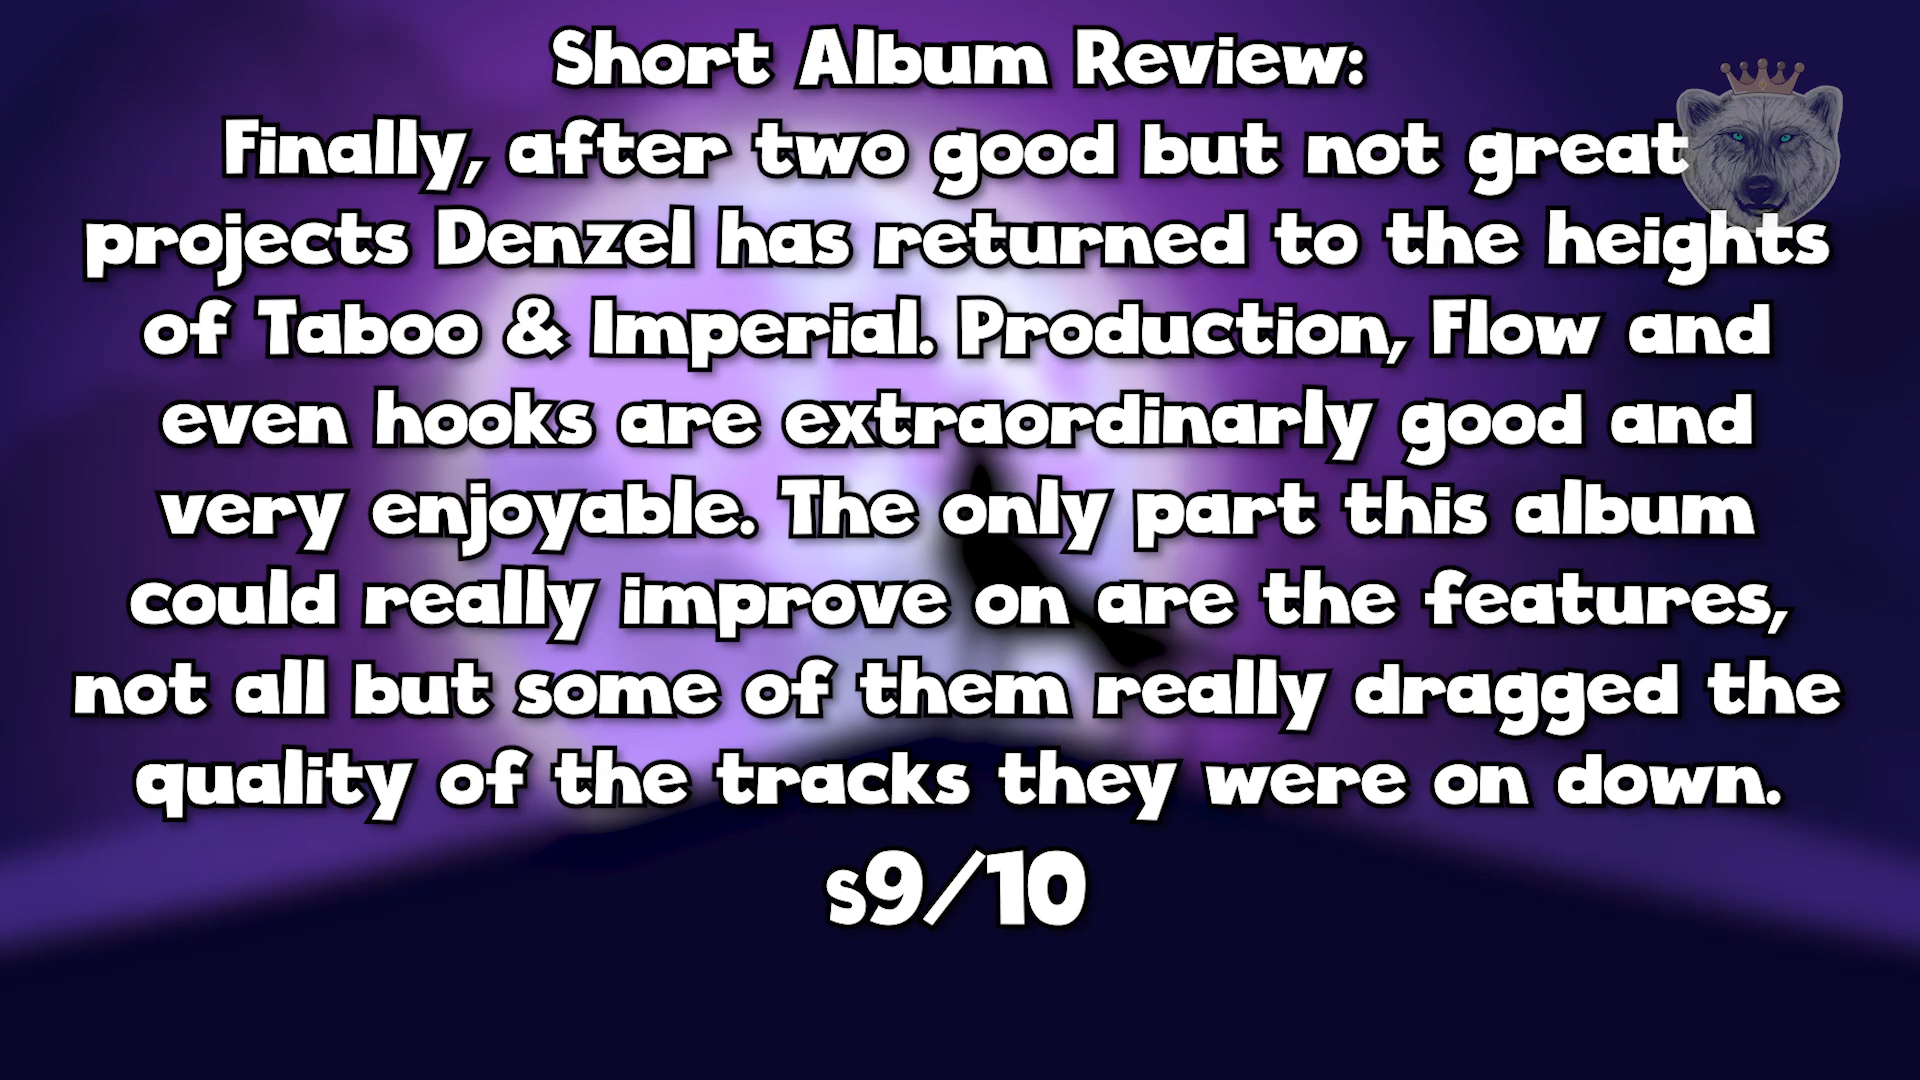 Short Album Review:
Finally, after two good but not great
projects Denzel has returned to the heights
of Taboo & Imperial. Production, Flow and
even hooks are extraordinarly good and
very enjoyable. The only part this album
could really improve on are the features,
not all but some of them really dragged the
quality of the tracks they were on down.
s9/10